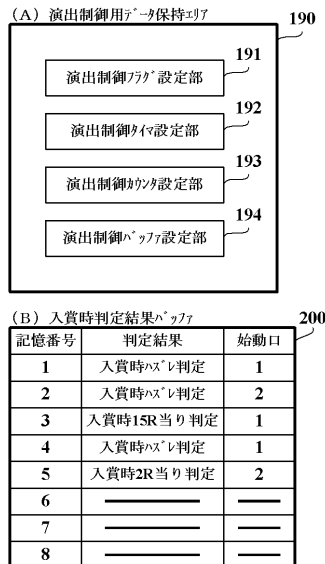 (A) 演出制御用ﾃﾞｰﾀ保持ｴﾘｱ
190
191
演出制御ﾌﾗｸﾞ設定部
192
演出制御ﾀｲﾏ設定部
193
演出制御ｶｳﾝﾀ設定部
194
演出制御ﾊﾞｯﾌｧ設定部
(B) 入賞時判定結果ﾊﾞｯﾌｧ
200
記憶番号 判定結果 始動口
1 入賞時ﾊｽﾞﾚ判定 1
2 入賞時ﾊｽﾞﾚ判定 2
3 入賞時15R当り判定 1
4 入賞時ﾊｽﾞﾚ判定 1
5 入賞時2R当り判定 2
6
7
8